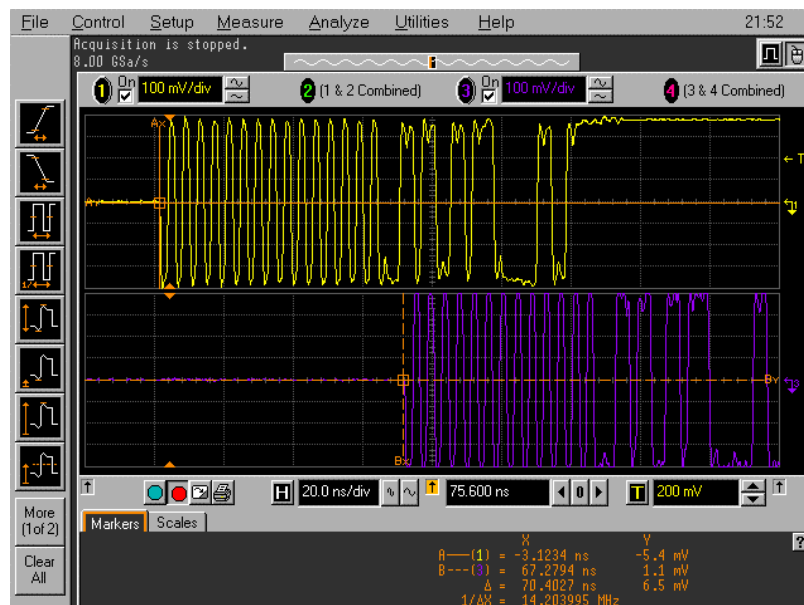 File Control Setup Measure Analyze Utilities Help 21:52
Acquisition is stopped.
8.00 GSa/s
1 On 100 mV/div 2 (1 & 2 Combined) 3 On 100 mV/div 4 (3 & 4 Combined)
Ax
T
Ay
1
By
3
Bx
H 20.0 ns/div 75.600 ns 0 T 200 mV
More
(1of 2)
Clear
All
Markers Scales
X Y
?
A——(1) = -3.1234 ns -5.4 mV
B---(3) = 67.2794 ns 1.1 mV
Δ = 70.4027 ns 6.5 mV
1/ΔX = 14.203995 MHz